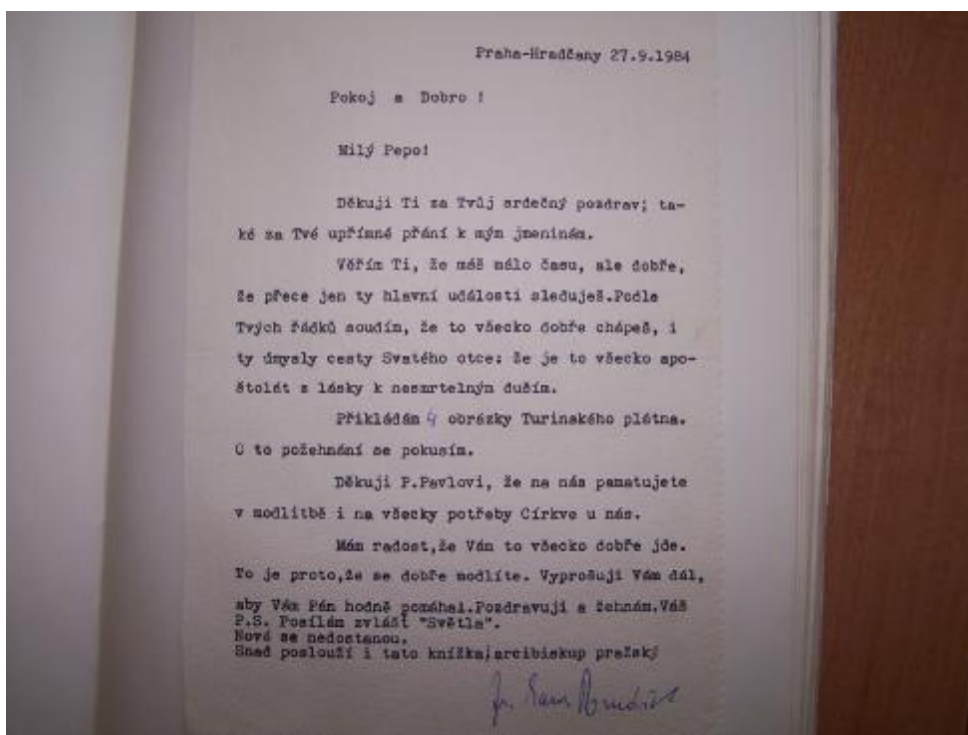 Praha-Hradčany 27.9.1984
Pokoj a Dobro !
Milý Pepo!
Děkuji Ti za Tvůj srdečný pozdrav; ta-
ké za Tvé upřímné přání k mým jmeninám.
Věřím Ti, že máš málo času, ale dobře,
že přece jen ty hlavní události sleduješ.Podle
Tvých řádků soudím, že to všecko dobře chápeš, i
ty úmysly cesty Svatého otce: že je to všecko apo-
štolát z lásky k nesmrtelným duším.
Přikládám 4 obrázky Turinského plátna.
O to požehnání se pokusím.
Děkuji P.Pavlovi, že na nás pamatujete
v modlitbě i na všecky potřeby Církve u nás.
Mám radost,že Vám to všecko dobře jde.
To je proto,že se dobře modlíte. Vyprošuji Vám dál,
aby Vám Pán hodně pomáhal.Pozdravuji a žehnám.Váš
P.S. Posílám zvlášť "Světla".
Nové se nedostanou.
Snad poslouží i tato knížka;arcibiskup pražský